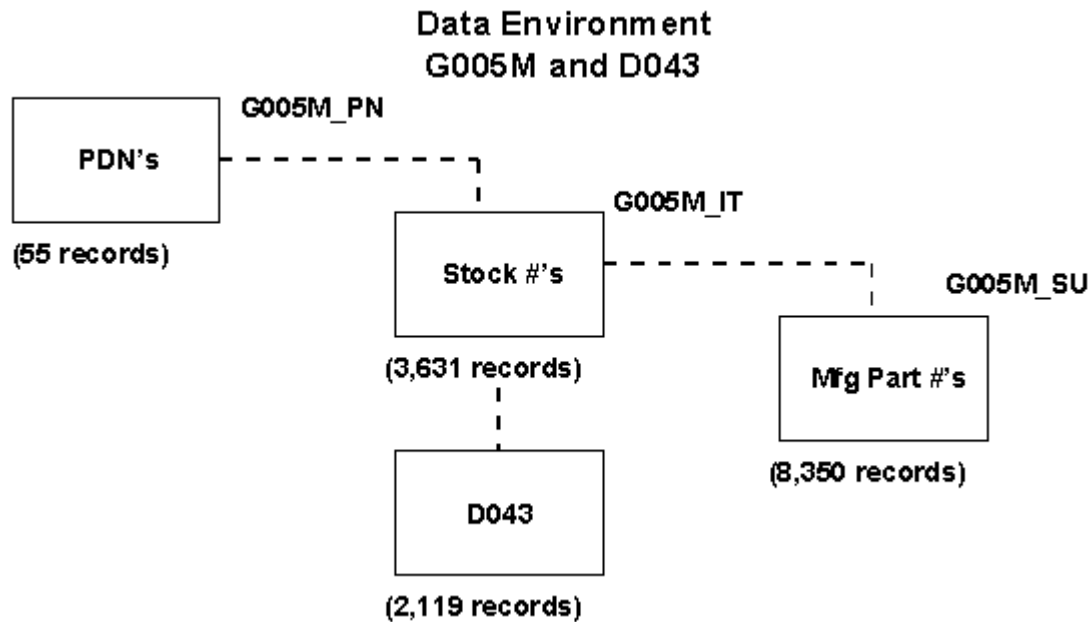 Data Environment
G005M and D043
G005M_PN
PDN's
(55 records)
G005M_IT
Stock #'s
(3,631 records)
G005M_SU
Mfg Part #'s
(8,350 records)
D043
(2,119 records)